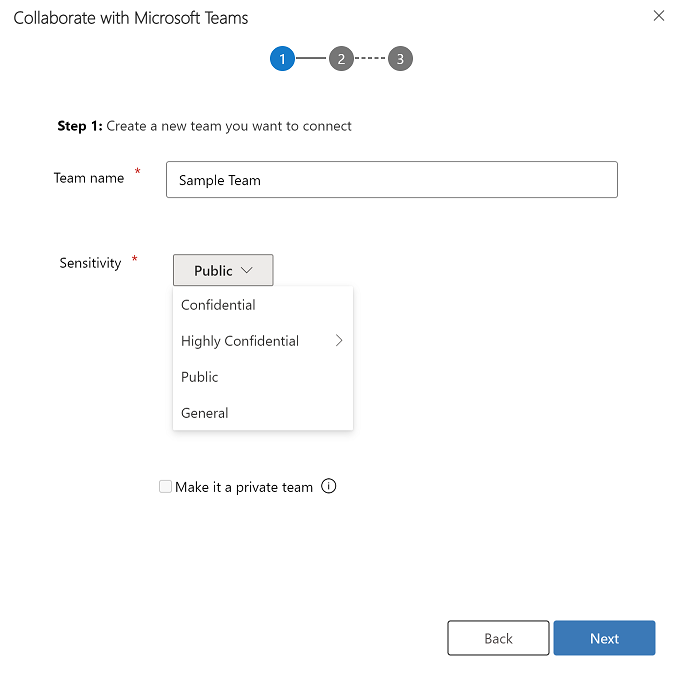 Collaborate with Microsoft Teams
1 2 3
Step 1: Create a new team you want to connect
Team name *
Sample Team
Sensitivity *
Public
Confidential
Highly Confidential
Public
General
Make it a private team
Back Next